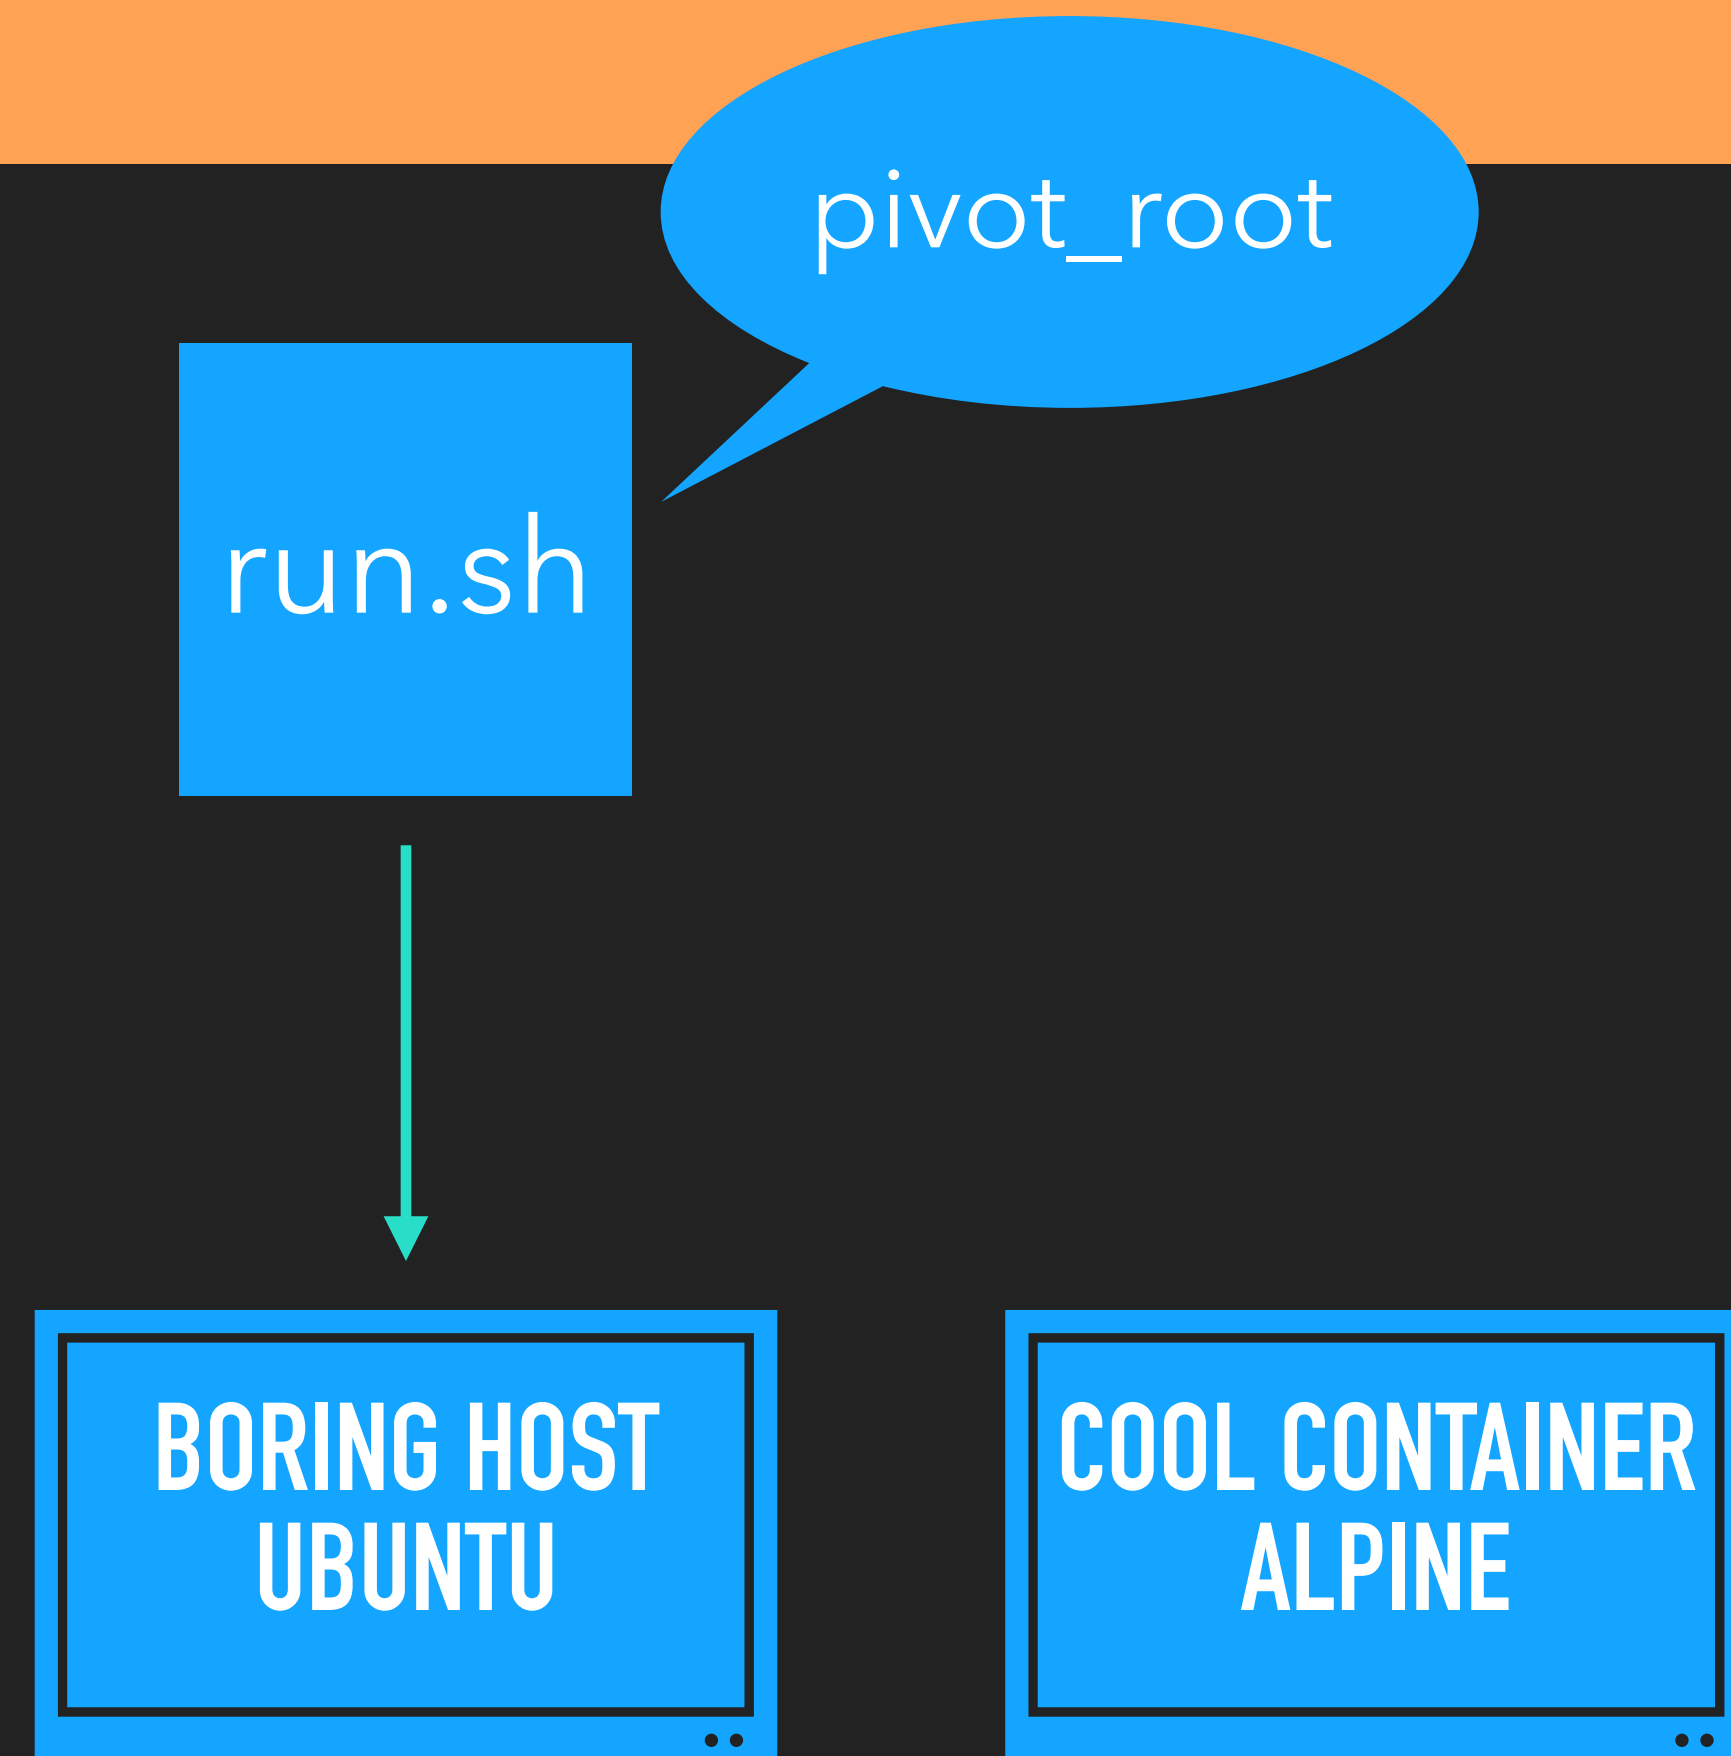 pivot_root
run.sh
BORING HOST
UBUNTU
COOL CONTAINER
ALPINE